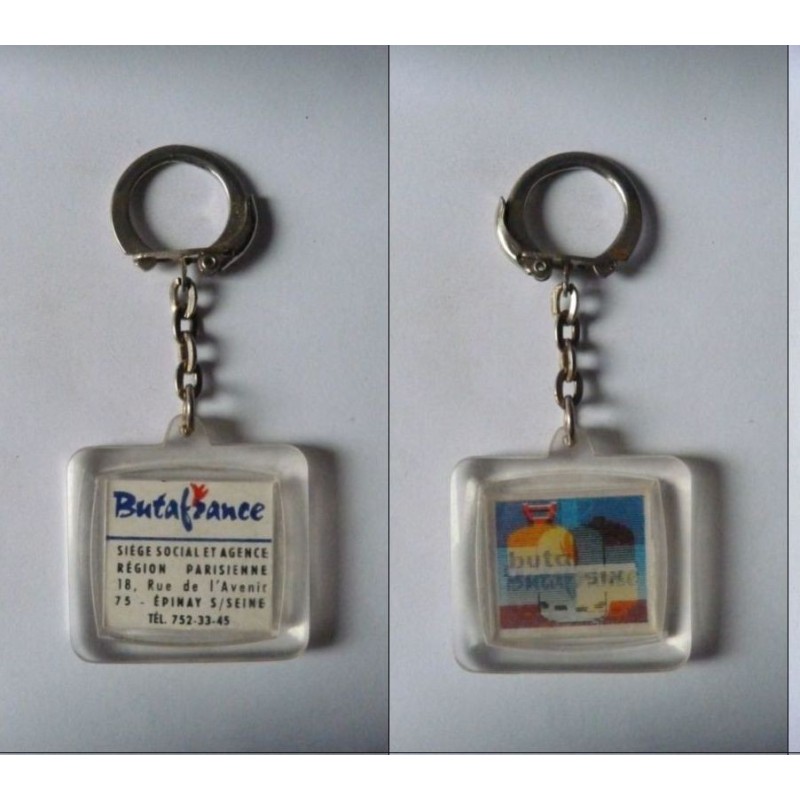 Butafrance
SIÈGE SOCIAL ET AGENCE
RÉGION PARISIENNE
18, Rue de l'Avenir
75 - ÉPINAY S/SEINE
TÉL. 752-33-45
buta